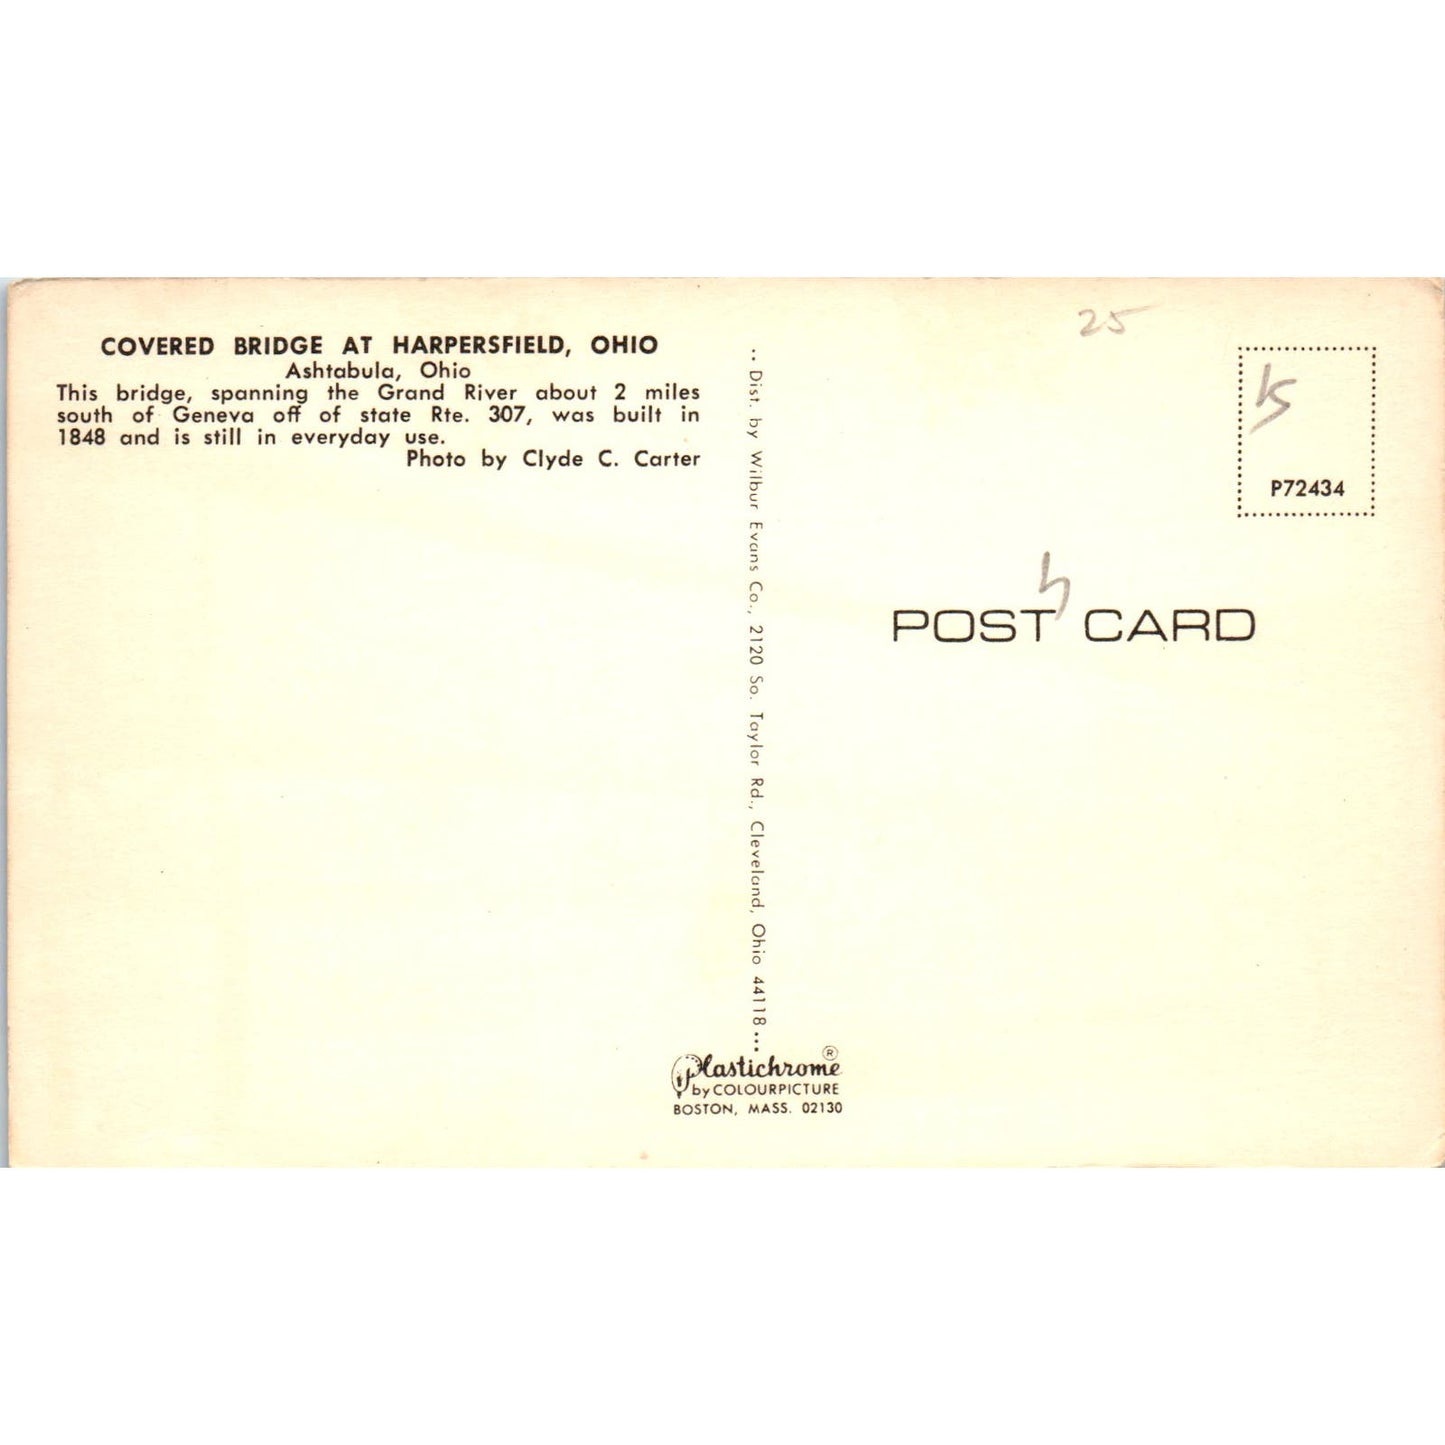 COVERED BRIDGE AT HARPERSFIELD, OHIO
Ashtabula, Ohio
This bridge, spanning the Grand River about 2 miles
south of Geneva off of state Rte. 307, was built in
1848 and is still in everyday use.
Photo by Clyde C. Carter
.. Dist. by Wilbur Evans Co., 2120 So. Taylor Rd., Cleveland, Ohio 44118 ...
Plastichrome ®
by COLOURPICTURE
BOSTON, MASS. 02130
25
P72434
POST CARD